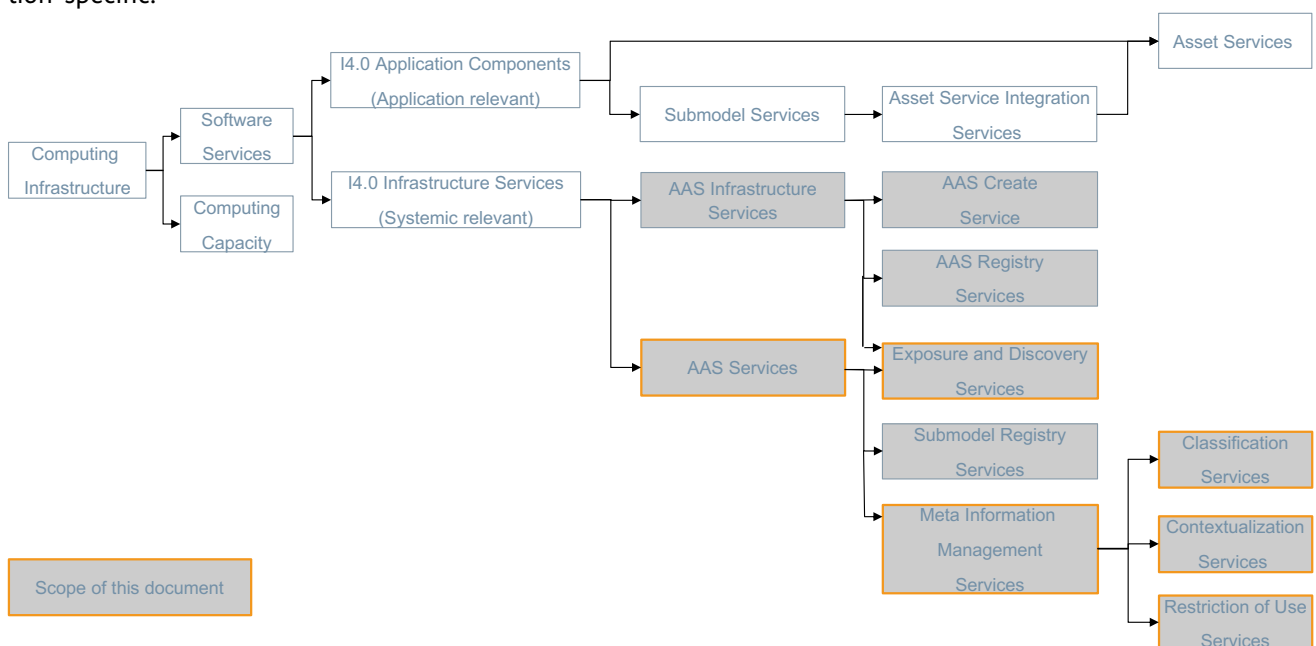 tion-specific.
Asset Services
I4.0 Application Components
(Application relevant)
Submodel Services
Asset Service Integration
Services
Software
Services
Computing
Infrastructure
I4.0 Infrastructure Services
(Systemic relevant)
AAS Infrastructure
Services
AAS Create
Service
Computing
Capacity
AAS Registry
Services
AAS Services
Exposure and Discovery
Services
Submodel Registry
Services
Classification
Services
Meta Information
Management
Services
Contextualization
Services
Scope of this document
Restriction of Use
Services